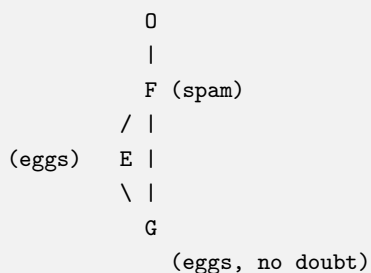 O
|
F (spam)
/ |
(eggs) E |
\ |
G
(eggs, no doubt)